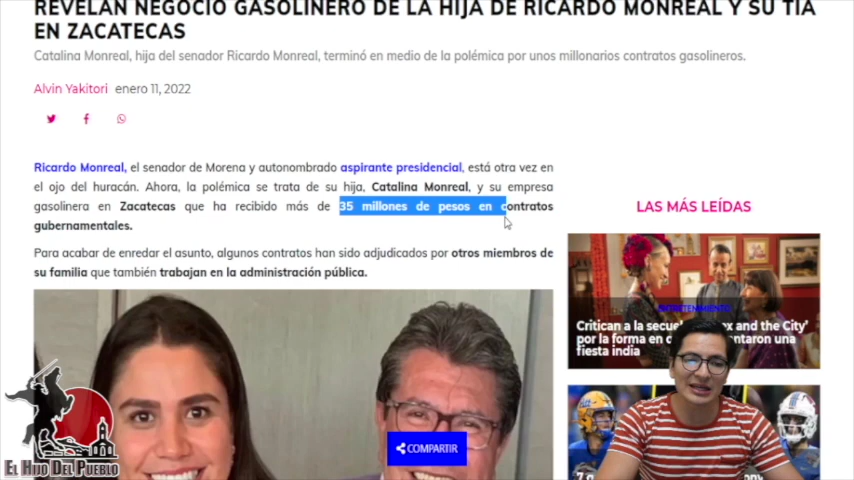 REVELAN NEGOCIO GASOLINERO DE LA HIJA DE RICARDO MONREAL Y SU TÍA
EN ZACATECAS
Catalina Monreal, hija del senador Ricardo Monreal, terminó en medio de la polémica por unos millonarios contratos gasolineros.
Alvin Yakitori enero 11, 2022
Ricardo Monreal, el senador de Morena y autonombrado aspirante presidencial, está otra vez en
el ojo del huracán. Ahora, la polémica se trata de su hija, Catalina Monreal, y su empresa
gasolinera en Zacatecas que ha recibido más de 35 millones de pesos en contratos
gubernamentales.
Para acabar de enredar el asunto, algunos contratos han sido adjudicados por otros miembros de
su familia que también trabajan en la administración pública.
COMPARTIR
LAS MÁS LEÍDAS
ENTRETENIMIENTO
Critican a la and the City'
por la forma en una
fiesta india
EL HIJO DEL PUEBLO